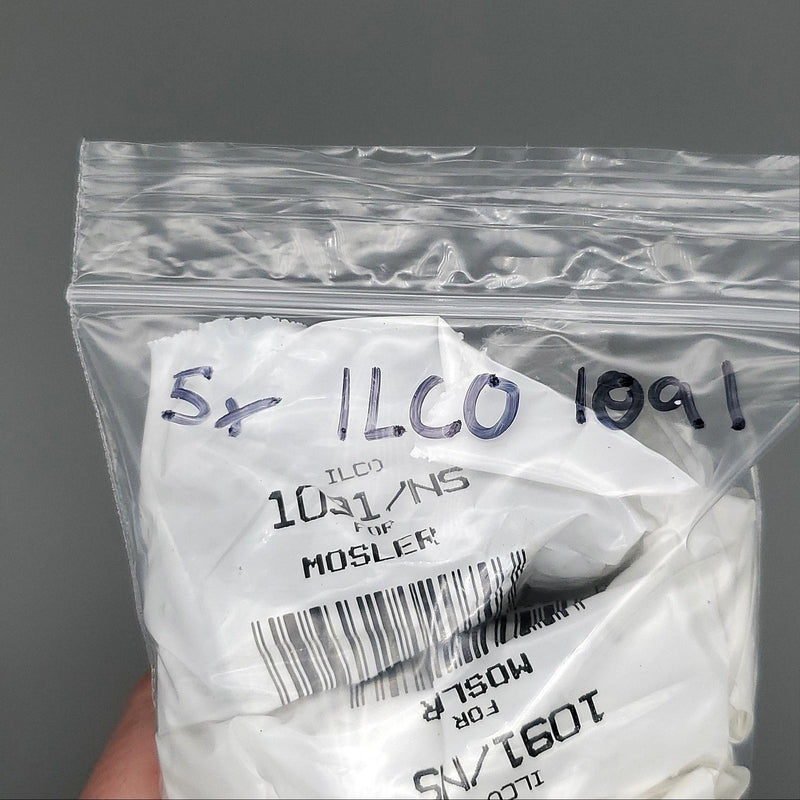 5x ILCO 1091
ILCO
1091/NS
FOR
MOSLER
MOSLR
FOR
1091/NS
ILCO